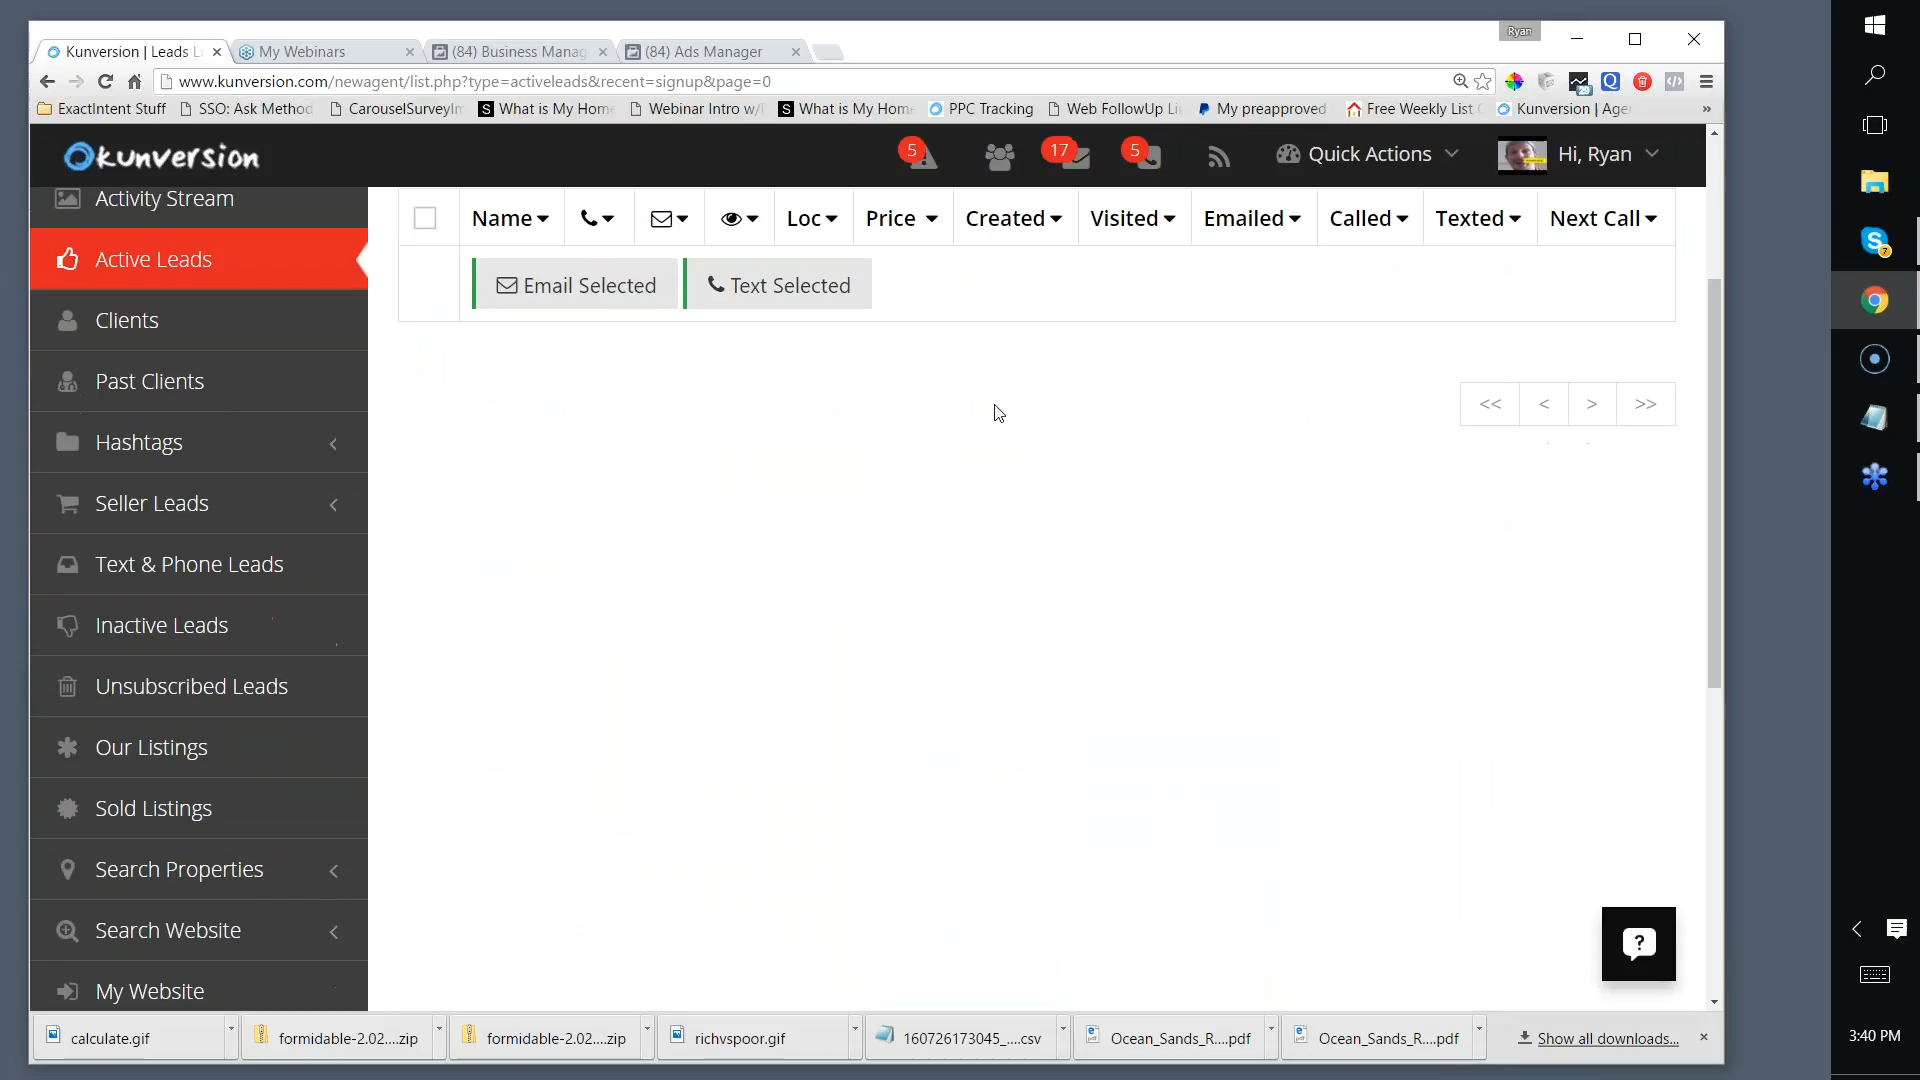 Ryan
Kunversion | Leads L
My Webinars
(84) Business Manag
(84) Ads Manager
www.kunversion.com/newagent/list.php?type=activeleads&recent=signup&page=0
ExactIntent Stuff
SSO: Ask Method
CarouselSurveyIm
What is My Home
Webinar Intro w/
What is My Home
PPC Tracking
Web FollowUp Li
My preapproved
Free Weekly List
Kunversion | Age
kunversion
5
17
5
Quick Actions
Hi, Ryan
Activity Stream
Active Leads
Clients
Past Clients
Hashtags
Seller Leads
Text & Phone Leads
Inactive Leads
Unsubscribed Leads
Our Listings
Sold Listings
Search Properties
Search Website
My Website
Name
Loc
Price
Created
Visited
Emailed
Called
Texted
Next Call
Email Selected
Text Selected
<< < > >>
calculate.gif
formidable-2.02....zip
formidable-2.02....zip
richvspoor.gif
160726173045_....csv
Ocean_Sands_R....pdf
Ocean_Sands_R....pdf
Show all downloads...
3:40 PM